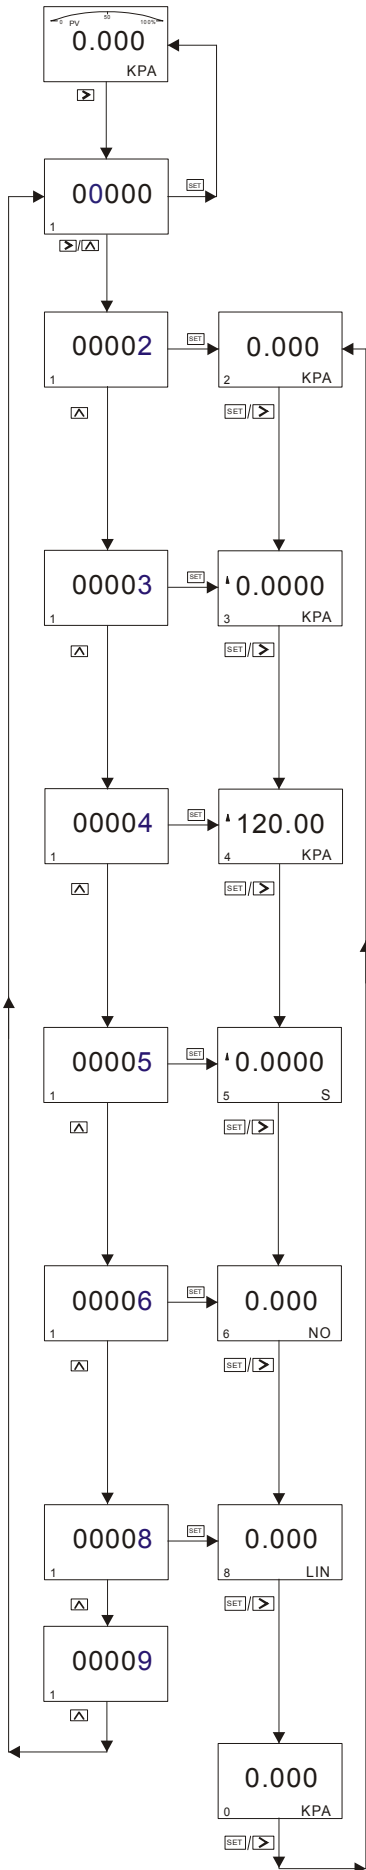 0 50 100%
PV
0.000
KPA
>
00000
1
SET
>/∧
00002
1
SET
0.000
2 KPA
∧
SET/>
00003
1
SET
0.0000
3 KPA
∧
SET/>
00004
1
SET
120.00
4 KPA
∧
SET/>
00005
1
SET
0.0000
5 S
∧
SET/>
00006
1
SET
0.000
6 NO
∧
SET/>
00008
1
SET
0.000
8 LIN
∧
SET/>
00009
1
∧
0.000
0 KPA
SET/>